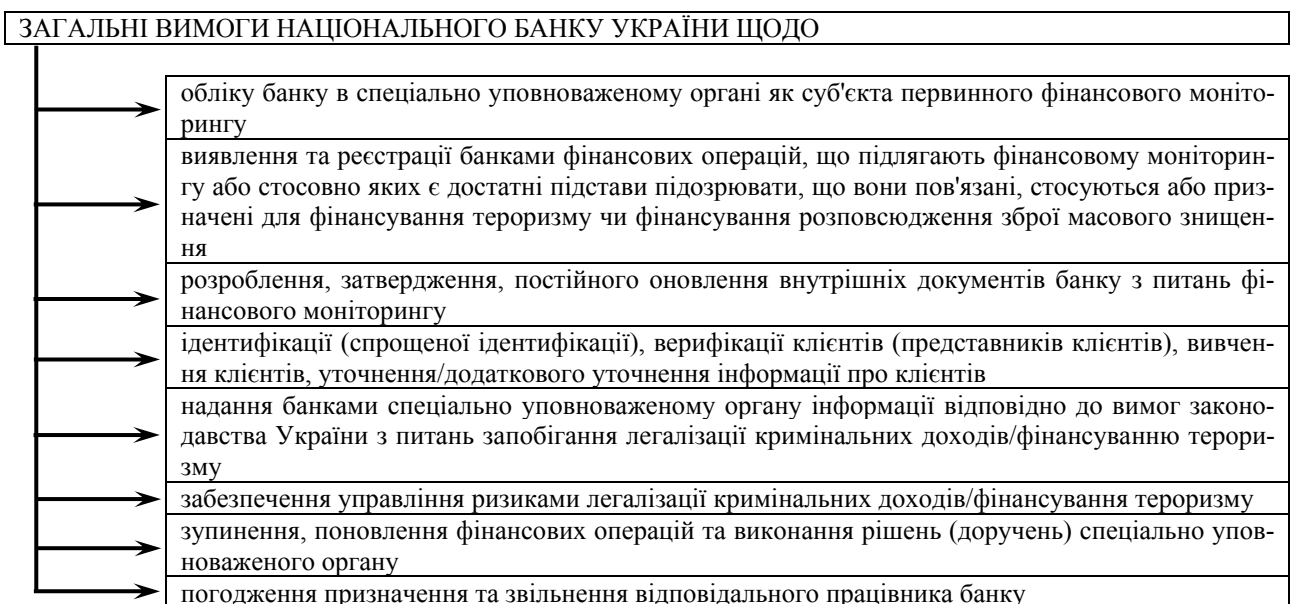 ЗАГАЛЬНІ ВИМОГИ НАЦІОНАЛЬНОГО БАНКУ УКРАЇНИ ЩОДО
обліку банку в спеціально уповноваженому органі як суб'єкта первинного фінансового моніто-
рингу
виявлення та реєстрації банками фінансових операцій, що підлягають фінансовому моніторин-
гу або стосовно яких є достатні підстави підозрювати, що вони пов'язані, стосуються або приз-
начені для фінансування тероризму чи фінансування розповсюдження зброї масового знищен-
ня
розроблення, затвердження, постійного оновлення внутрішніх документів банку з питань фі-
нансового моніторингу
ідентифікації (спрощеної ідентифікації), верифікації клієнтів (представників клієнтів), вивчен-
ня клієнтів, уточнення/додаткового уточнення інформації про клієнтів
надання банками спеціально уповноваженому органу інформації відповідно до вимог законо-
давства України з питань запобігання легалізації кримінальних доходів/фінансуванню терори-
зму
забезпечення управління ризиками легалізації кримінальних доходів/фінансування тероризму
зупинення, поновлення фінансових операцій та виконання рішень (доручень) спеціально упов-
новаженого органу
погодження призначення та звільнення відповідального працівника банку